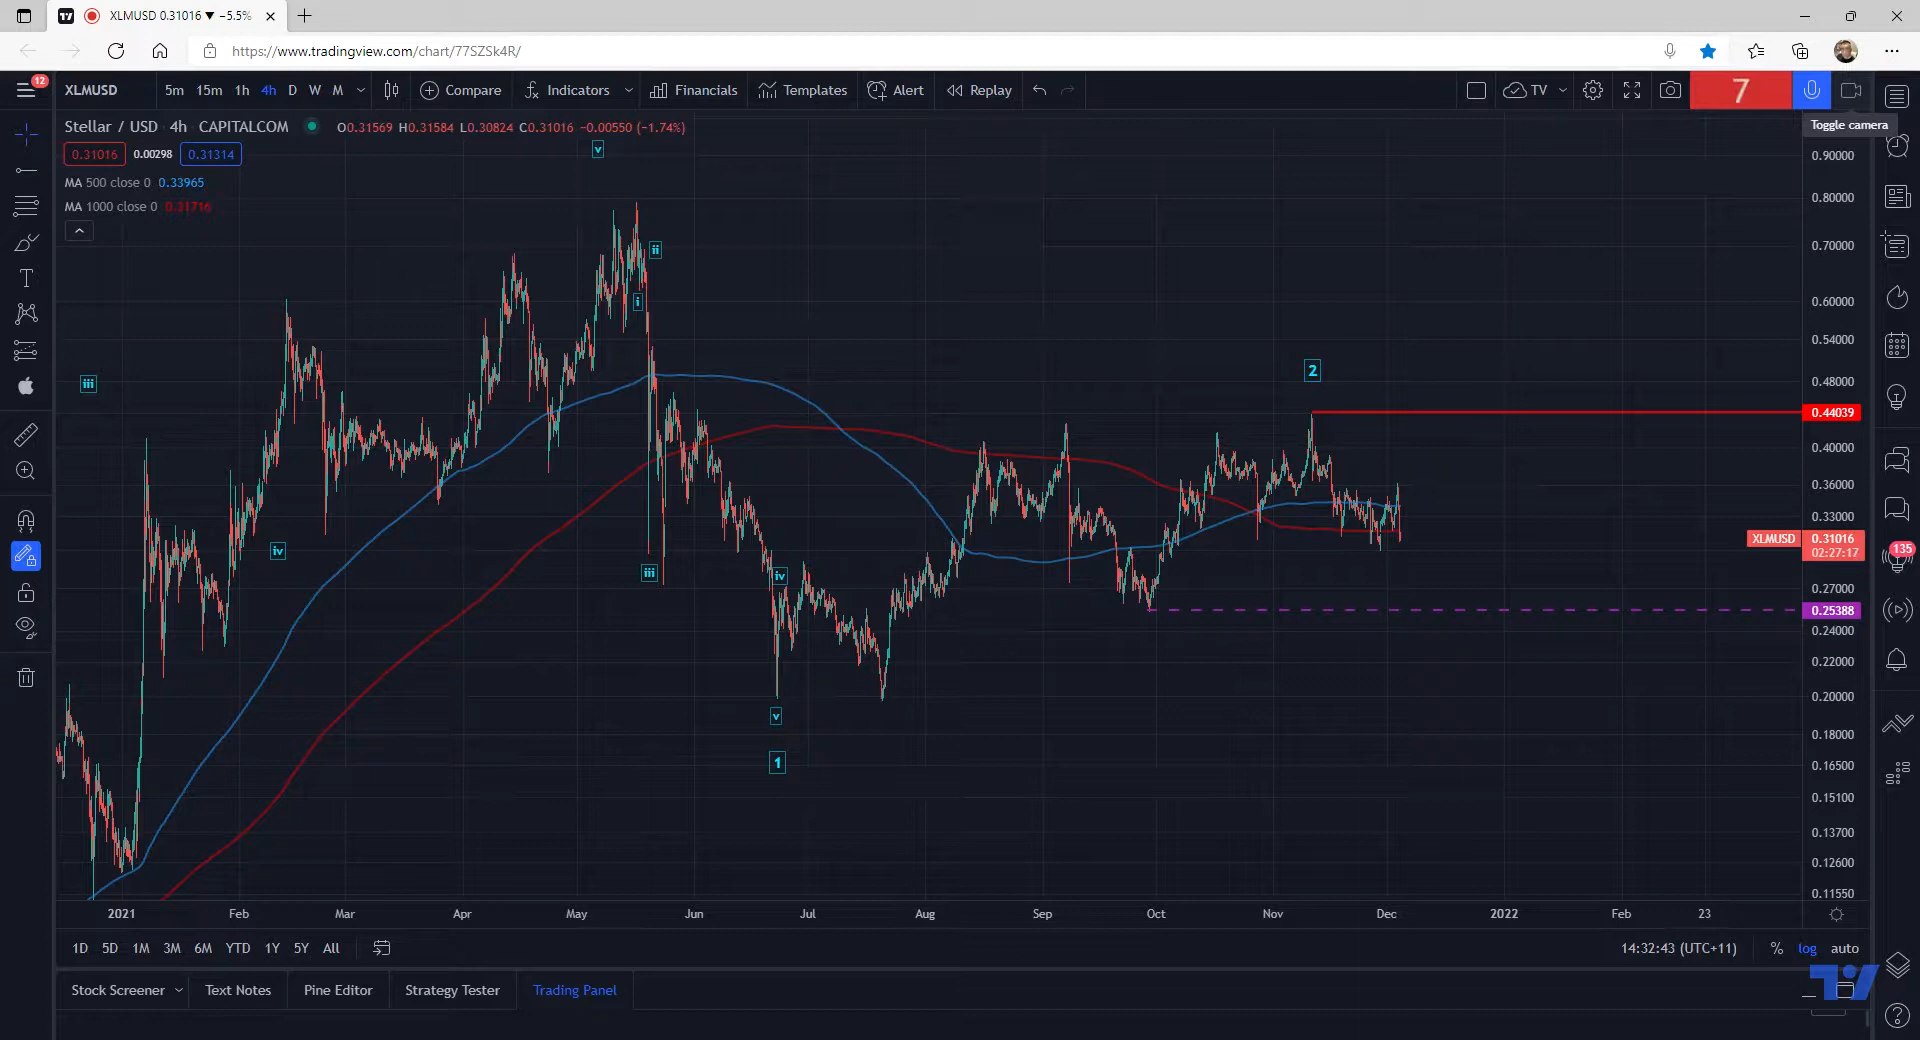 XLMUSD 0.31016 ▼ −5.5%
https://www.tradingview.com/chart/77SZSk4R/
12
XLMUSD 5m 15m 1h 4h D W M Compare Indicators Financials Templates Alert Replay TV 7
Toggle camera
Stellar / USD 4h CAPITALCOM O0.31569 H0.31584 L0.30824 C0.31016 −0.00550 (−1.74%)
0.31016 0.00298 0.31314
MA 500 close 0 0.33965
MA 1000 close 0 0.31716
v
ii
i
iii
2
iv
iii
iv
v
1
0.90000
0.80000
0.70000
0.60000
0.54000
0.48000
0.44039
0.40000
0.36000
0.33000
XLMUSD 0.31016
02:27:17
0.27000
0.25388
0.24000
0.22000
0.20000
0.18000
0.16500
0.15100
0.13700
0.12600
0.11550
135
2021 Feb Mar Apr May Jun Jul Aug Sep Oct Nov Dec 2022 Feb 23
1D 5D 1M 3M 6M YTD 1Y 5Y All 14:32:43 (UTC+11) % log auto
Stock Screener Text Notes Pine Editor Strategy Tester Trading Panel